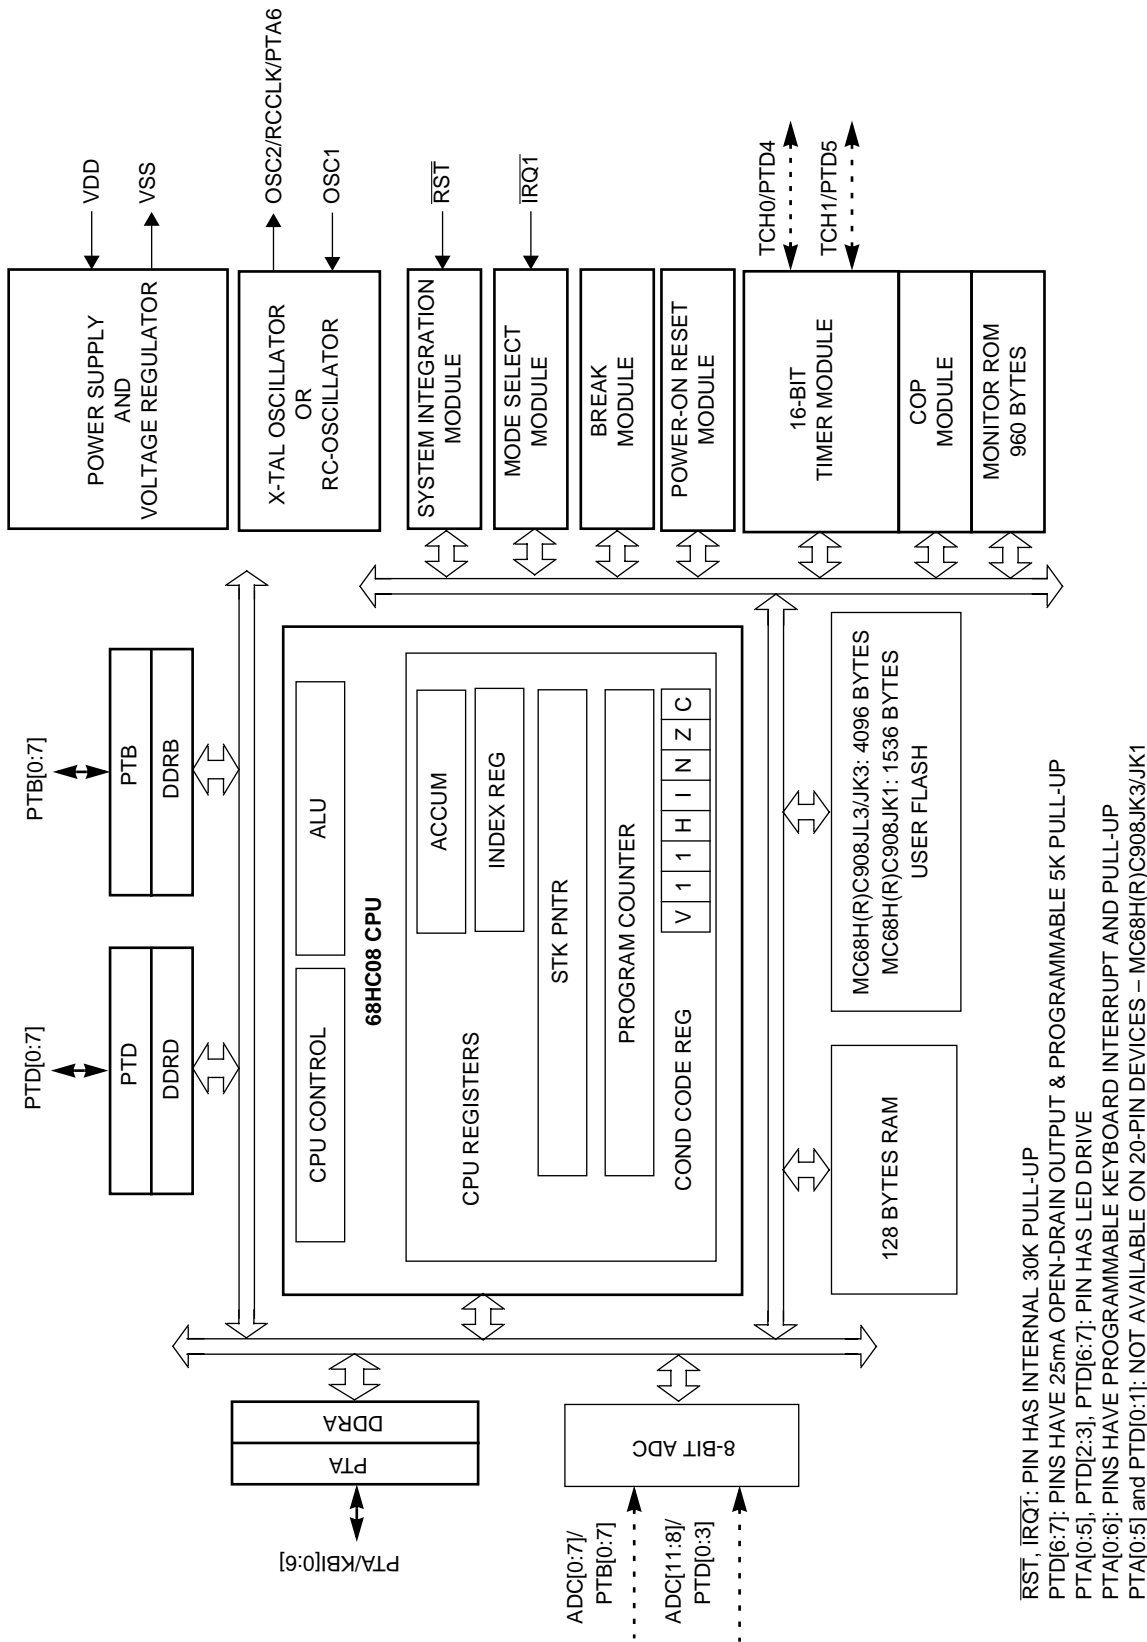 PTD[0:7]
PTD
DDRD
PTB[0:7]
PTB
DDRB
POWER SUPPLY
AND
VOLTAGE REGULATOR
VDD
VSS
X-TAL OSCILLATOR
OR
RC-OSCILLATOR
OSC2/RCCLK/PTA6
OSC1
PTA/KBI[0:6]
PTA
DDRA
ADC[0:7]/
PTB[0:7]
ADC[11:8]/
PTD[0:3]
8-BIT ADC
CPU CONTROL
ALU
68HC08 CPU
CPU REGISTERS
ACCUM
INDEX REG
STK PNTR
PROGRAM COUNTER
COND CODE REG
V 1 1 H I N Z C
SYSTEM INTEGRATION
MODULE
RST
MODE SELECT
MODULE
IRQ1
BREAK
MODULE
POWER-ON RESET
MODULE
16-BIT
TIMER MODULE
TCH0/PTD4
TCH1/PTD5
COP
MODULE
MONITOR ROM
960 BYTES
128 BYTES RAM
MC68H(R)C908JL3/JK3: 4096 BYTES
MC68H(R)C908JK1: 1536 BYTES
USER FLASH
RST, IRQ1: PIN HAS INTERNAL 30K PULL-UP
PTD[6:7]: PINS HAVE 25mA OPEN-DRAIN OUTPUT & PROGRAMMABLE 5K PULL-UP
PTA[0:5], PTD[2:3], PTD[6:7]: PIN HAS LED DRIVE
PTA[0:6]: PINS HAVE PROGRAMMABLE KEYBOARD INTERRUPT AND PULL-UP
PTA[0:5] and PTD[0:1]: NOT AVAILABLE ON 20-PIN DEVICES – MC68H(R)C908JK3/JK1